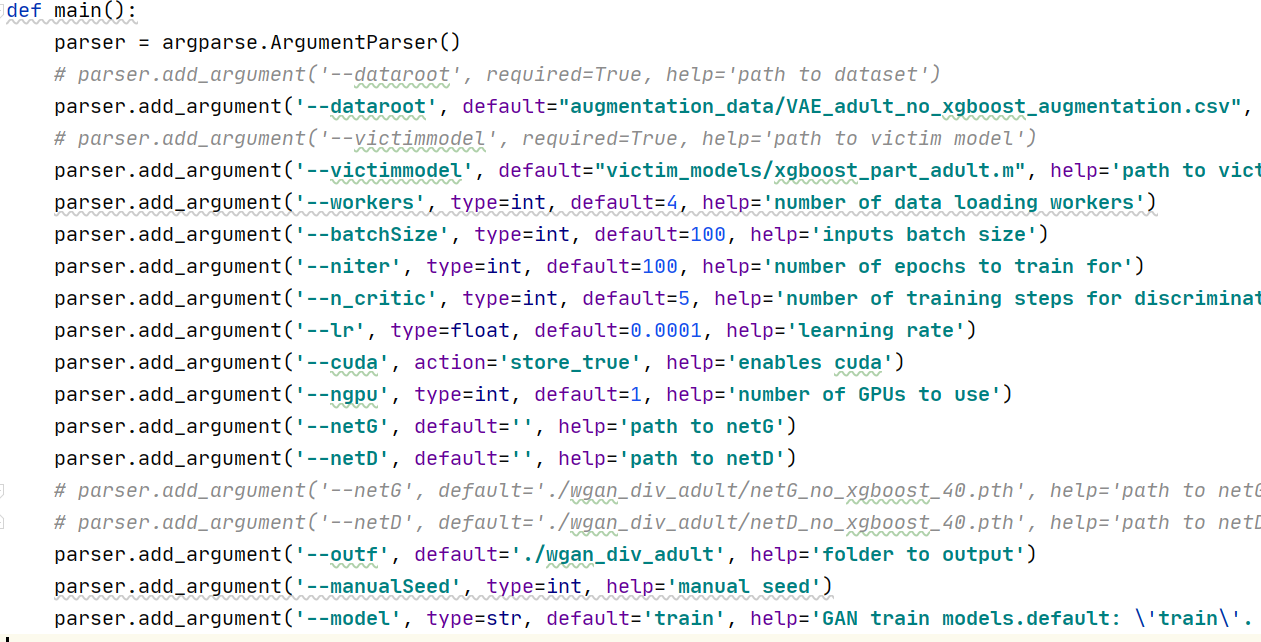 def main():
    parser = argparse.ArgumentParser()
    # parser.add_argument('--dataroot', required=True, help='path to dataset')
    parser.add_argument('--dataroot', default="augmentation_data/VAE_adult_no_xgboost_augmentation.csv",
    # parser.add_argument('--victimmodel', required=True, help='path to victim model')
    parser.add_argument('--victimmodel', default="victim_models/xgboost_part_adult.m", help='path to vict
    parser.add_argument('--workers', type=int, default=4, help='number of data loading workers')
    parser.add_argument('--batchSize', type=int, default=100, help='inputs batch size')
    parser.add_argument('--niter', type=int, default=100, help='number of epochs to train for')
    parser.add_argument('--n_critic', type=int, default=5, help='number of training steps for discriminat
    parser.add_argument('--lr', type=float, default=0.0001, help='learning rate')
    parser.add_argument('--cuda', action='store_true', help='enables cuda')
    parser.add_argument('--ngpu', type=int, default=1, help='number of GPUs to use')
    parser.add_argument('--netG', default='', help='path to netG')
    parser.add_argument('--netD', default='', help='path to netD')
    # parser.add_argument('--netG', default='./wgan_div_adult/netG_no_xgboost_40.pth', help='path to netG
    # parser.add_argument('--netD', default='./wgan_div_adult/netD_no_xgboost_40.pth', help='path to netD
    parser.add_argument('--outf', default='./wgan_div_adult', help='folder to output')
    parser.add_argument('--manualSeed', type=int, help='manual seed')
    parser.add_argument('--model', type=str, default='train', help='GAN train models.default: \'train\'.